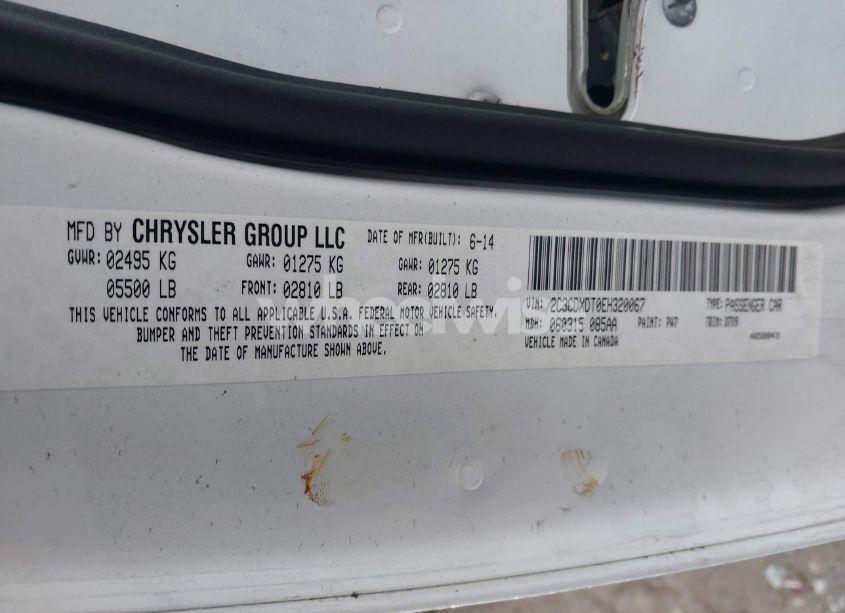 MFD BY CHRYSLER GROUP LLC DATE OF MFR(BUILT): 6-14
GVWR: 02495 KG GAWR: 01275 KG GAWR: 01275 KG
05500 LB FRONT: 02810 LB REAR: 02810 LB
THIS VEHICLE CONFORMS TO ALL APPLICABLE U.S.A. FEDERAL MOTOR VEHICLE SAFETY,
BUMPER AND THEFT PREVENTION STANDARDS IN EFFECT ON
THE DATE OF MANUFACTURE SHOWN ABOVE.
VIN: 2C3CDXDT0EH320067 TYPE: PASSENGER CAR
MDH: 060315 085AA PAINT: PW7 TRIM:
VEHICLE MADE IN CANADA